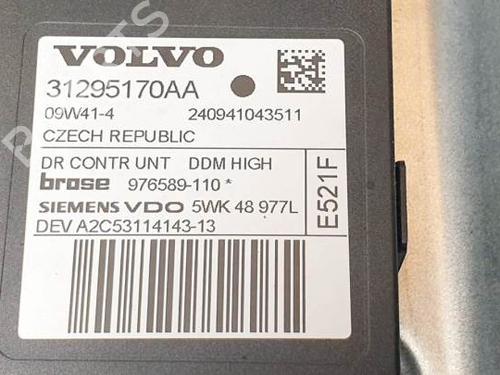 VOLVO
31295170AA
09W41-4 240941043511
CZECH REPUBLIC
DR CONTR UNT DDM HIGH
brose 976589-110 *
SIEMENS VDO 5WK 48 977L
DEV A2C53114143-13
E521F